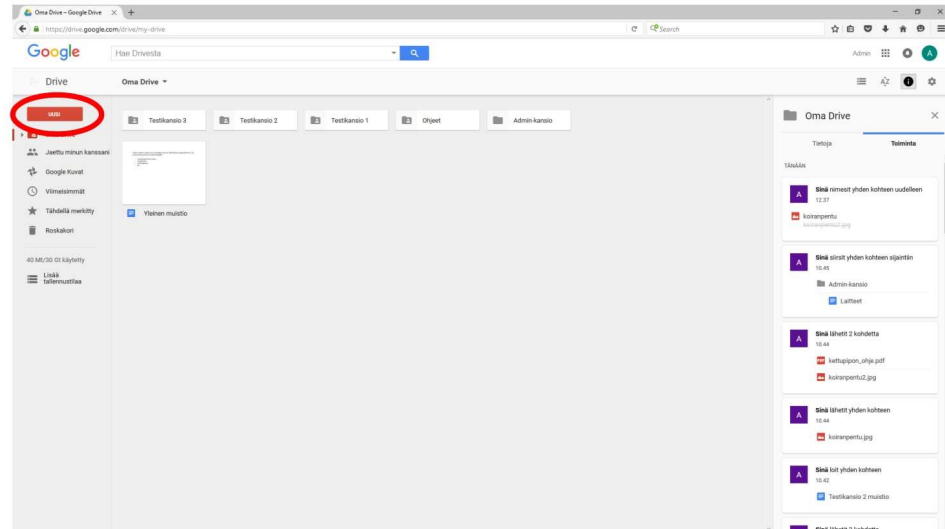 Oma Drive – Google Drive
https://drive.google.com/drive/my-drive
Search
Google
Hae Drivesta
Admin
A
Drive
Oma Drive
UUSI
Jaettu minun kanssani
Google Kuvat
Viimeisimmät
Tähdellä merkitty
Roskakori
40 Mt/30 Gt käytetty
Lisää
tallennustilaa
Testikansio 3
Testikansio 2
Testikansio 1
Ohjeet
Admin-kansio
Yleinen muistio
Oma Drive
Tietoja
Toiminta
TÄNÄÄN
A
Sinä nimesit yhden kohteen uudelleen
12.37
koiranpentu
koiranpentu2.jpg
A
Sinä siirsit yhden kohteen sijaintiin
10.45
Admin-kansio
Laitteet
A
Sinä lähetit 2 kohdetta
10.44
kettupipon_ohje.pdf
koiranpentu2.jpg
A
Sinä lähetit yhden kohteen
10.44
koiranpentu.jpg
A
Sinä loit yhden kohteen
10.42
Testikansio 2 muistio
Sinä lähetit 2 kohdetta